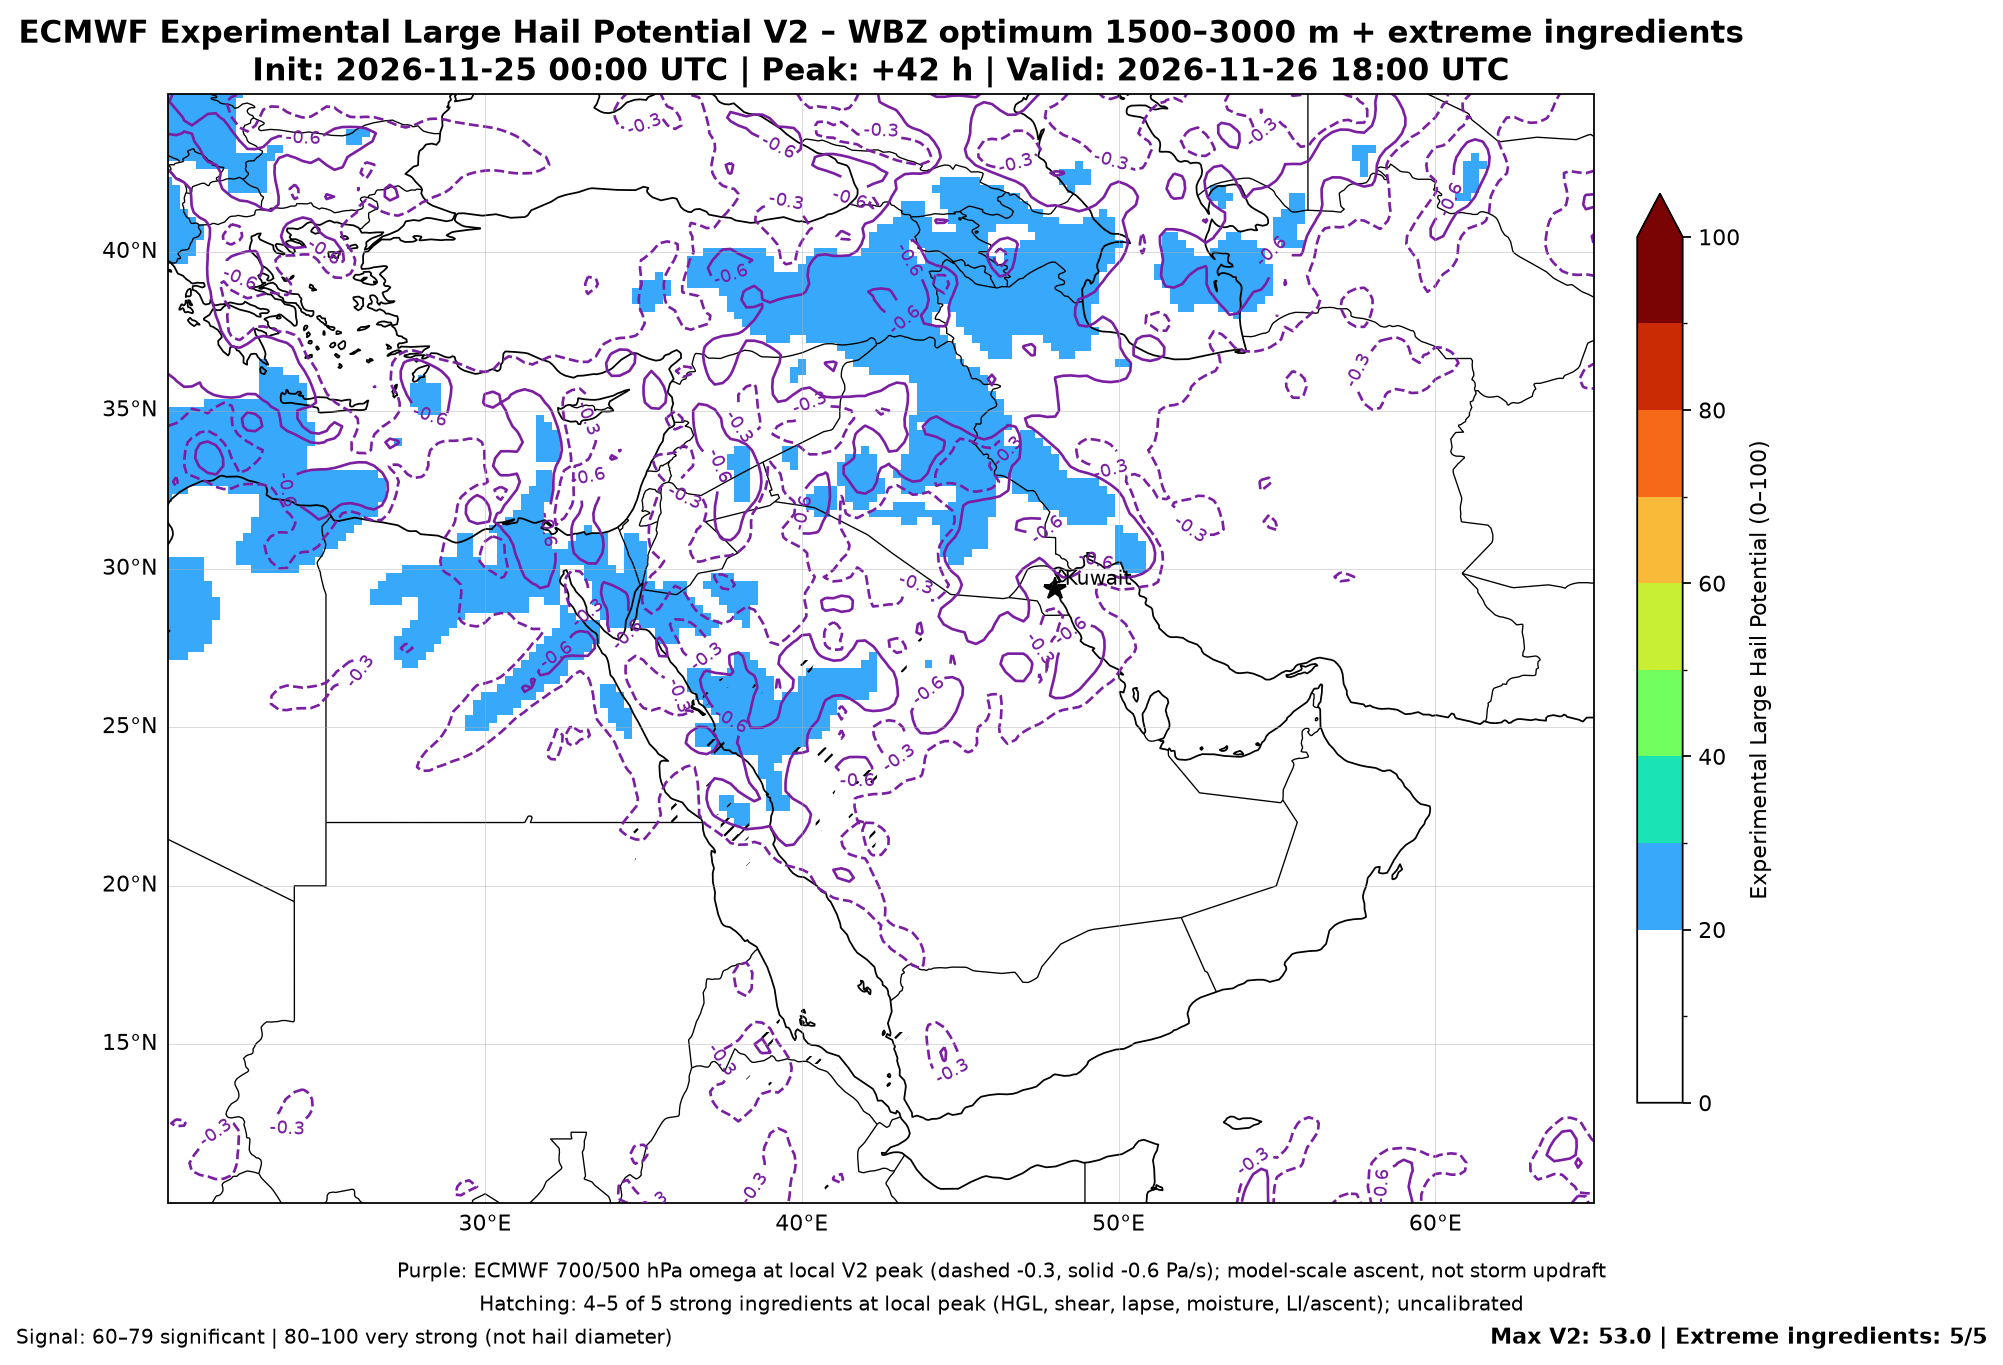 ECMWF Experimental Large Hail Potential V2 – WBZ optimum 1500–3000 m + extreme ingredients
Init: 2026-11-25 00:00 UTC | Peak: +42 h | Valid: 2026-11-26 18:00 UTC
40°N
35°N
30°N
25°N
20°N
15°N
30°E
40°E
50°E
60°E
Kuwait
-0.3
-0.6
100
80
60
40
20
0
Experimental Large Hail Potential (0–100)
Purple: ECMWF 700/500 hPa omega at local V2 peak (dashed -0.3, solid -0.6 Pa/s); model-scale ascent, not storm updraft
Hatching: 4–5 of 5 strong ingredients at local peak (HGL, shear, lapse, moisture, LI/ascent); uncalibrated
Signal: 60–79 significant | 80–100 very strong (not hail diameter)
Max V2: 53.0 | Extreme ingredients: 5/5